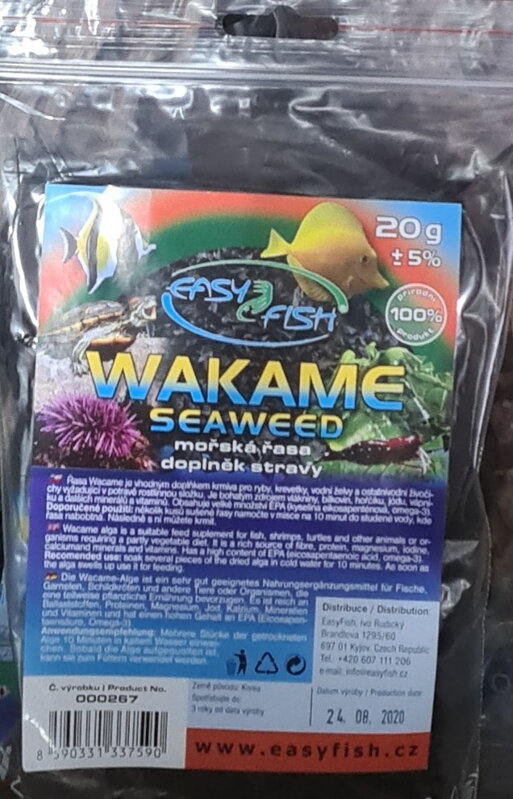 20g
± 5%
EASY FISH
přírodní
100%
produkt
WAKAME
SEAWEED
mořská řasa
doplněk stravy
Řasa Wacame je vhodným doplňkem krmiva pro ryby, krevetky, vodní želvy a ostatní vodní živoči-
chy vyžadující v potravě rostlinnou složku. Je bohatým zdrojem vlákniny, bílkovin, hořčíku, jódu, vápní-
ku a dalších minerálů a vitamínů. Obsahuje velké množství EPA (kyselina eikosapenténová, omega-3).
Doporučené použití: několik kusů sušené řasy namočte v misce na 10 minut do studené vody, kde
řasa nabobtná. Následně s ní můžete krmit.
Wacame alga is a suitable feed suplement for fish, shrimps, turtles and other animals or or-
ganisms requiring a partly vegetable diet. It is a rich source of fibre, protein, magnesium, iodine,
calciumand minerals and vitamins. Has a high content of EPA (eicosapentaenoic acid, omega-3).
Recomended use: soak several pieces of the dried alga in cold water for 10 minutes. As soon as
the alga swells up use it for feeding.
Die Wacame-Alge ist ein sehr gut geeignetes Nahrungsergänzungsmittel für Fische,
Garnelen, Schildkröten und andere Tiere oder Organismen, die
eine teilweise pflanzliche Ernährung bevorzugen. Es ist reich an
Ballaststoffen, Proteinen, Magnesium, Jod, Kalzium, Mineralien
und Vitaminen und hat einen hohen Gehalt an EPA (Eicosapen-
taensäure, Omega-3).
Anwendungsempfehlung: Mehrere Stücke der getrockneten
Alge 10 Minuten in kaltem Wasser einwei-
chen. Sobald die Alge aufgequollen ist,
kann sie zum Füttern verwendet werden.
Distribuce / Distribution:
EasyFish, Ivo Rudický
Brandlova 1295/60
697 01 Kyjov, Czech Republic
Tel. +420 607 111 206
e-mail: info@easyfish.cz
Č. výrobku | Product No.
000267
Země původu: Korea
Spotřebujte do
3 roky od data výroby
Datum výroby / Production date
24. 08. 2020
8 590331 337590
www.easyfish.cz